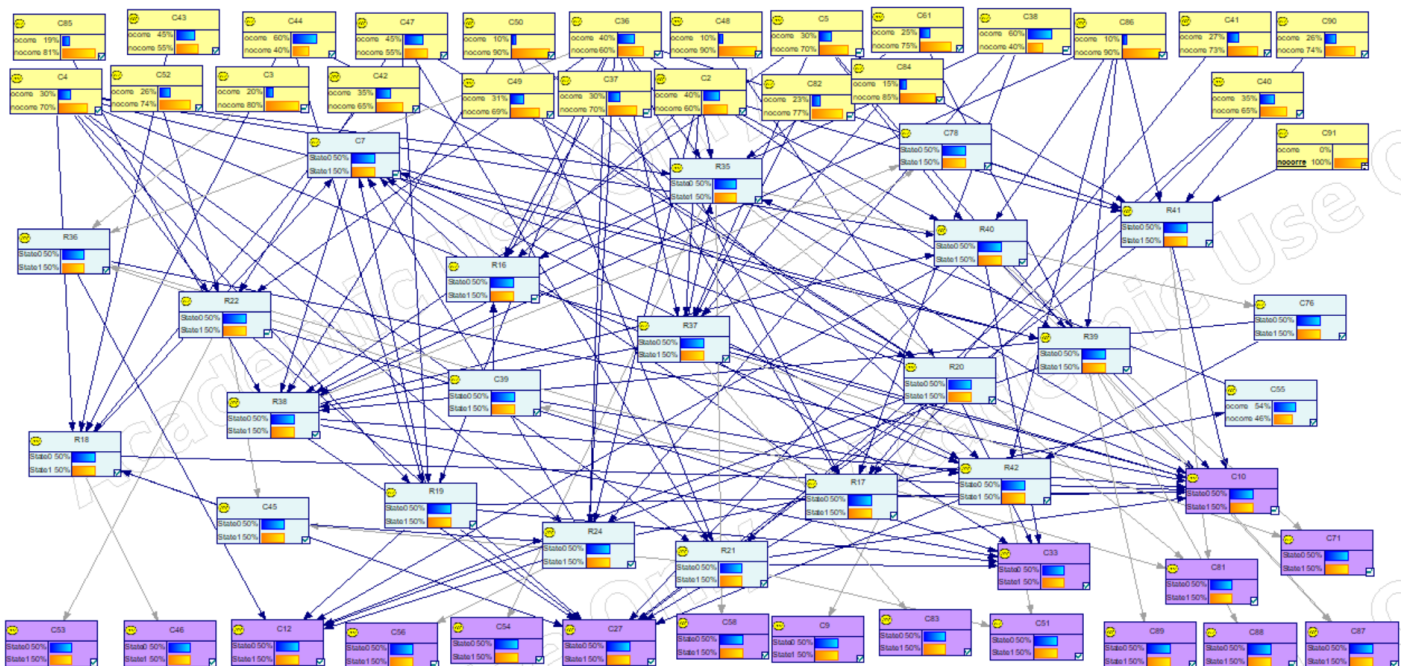 C85
ocorre 19%
nocorre 81%
C43
ocorre 45%
nocorre 55%
C44
ocorre 60%
nocorre 40%
C47
ocorre 45%
nocorre 55%
C50
ocorre 10%
nocorre 90%
C36
ocorre 40%
nocorre 60%
C48
ocorre 10%
nocorre 90%
C5
ocorre 30%
nocorre 70%
C61
ocorre 25%
nocorre 75%
C38
ocorre 60%
nocorre 40%
C86
ocorre 10%
nocorre 90%
C41
ocorre 27%
nocorre 73%
C90
ocorre 26%
nocorre 74%
C4
ocorre 30%
nocorre 70%
C52
ocorre 26%
nocorre 74%
C3
ocorre 20%
nocorre 80%
C42
ocorre 35%
nocorre 65%
C49
ocorre 31%
nocorre 69%
C37
ocorre 30%
nocorre 70%
C2
ocorre 40%
nocorre 60%
C82
ocorre 23%
nocorre 77%
C84
ocorre 15%
nocorre 85%
C40
ocorre 35%
nocorre 65%
C91
ocorre 0%
nocorre 100%
C7
State0 50%
State1 50%
R35
State0 50%
State1 50%
C78
State0 50%
State1 50%
R36
State0 50%
State1 50%
R40
State0 50%
State1 50%
R41
State0 50%
State1 50%
R16
State0 50%
State1 50%
R22
State0 50%
State1 50%
R37
State0 50%
State1 50%
R39
State0 50%
State1 50%
C76
State0 50%
State1 50%
R38
State0 50%
State1 50%
C39
State0 50%
State1 50%
R20
State0 50%
State1 50%
C55
ocorre 54%
nocorre 46%
R18
State0 50%
State1 50%
R19
State0 50%
State1 50%
R17
State0 50%
State1 50%
R42
State0 50%
State1 50%
C10
State0 50%
State1 50%
C45
State0 50%
State1 50%
R24
State0 50%
State1 50%
R21
State0 50%
State1 50%
C33
State0 50%
State1 50%
C81
State0 50%
State1 50%
C71
State0 50%
State1 50%
C53
State0 50%
State1 50%
C46
State0 50%
State1 50%
C12
State0 50%
State1 50%
C56
State0 50%
State1 50%
C54
State0 50%
State1 50%
C27
State0 50%
State1 50%
C58
State0 50%
State1 50%
C9
State0 50%
State1 50%
C83
State0 50%
State1 50%
C51
State0 50%
State1 50%
C89
State0 50%
State1 50%
C88
State0 50%
State1 50%
C87
State0 50%
State1 50%